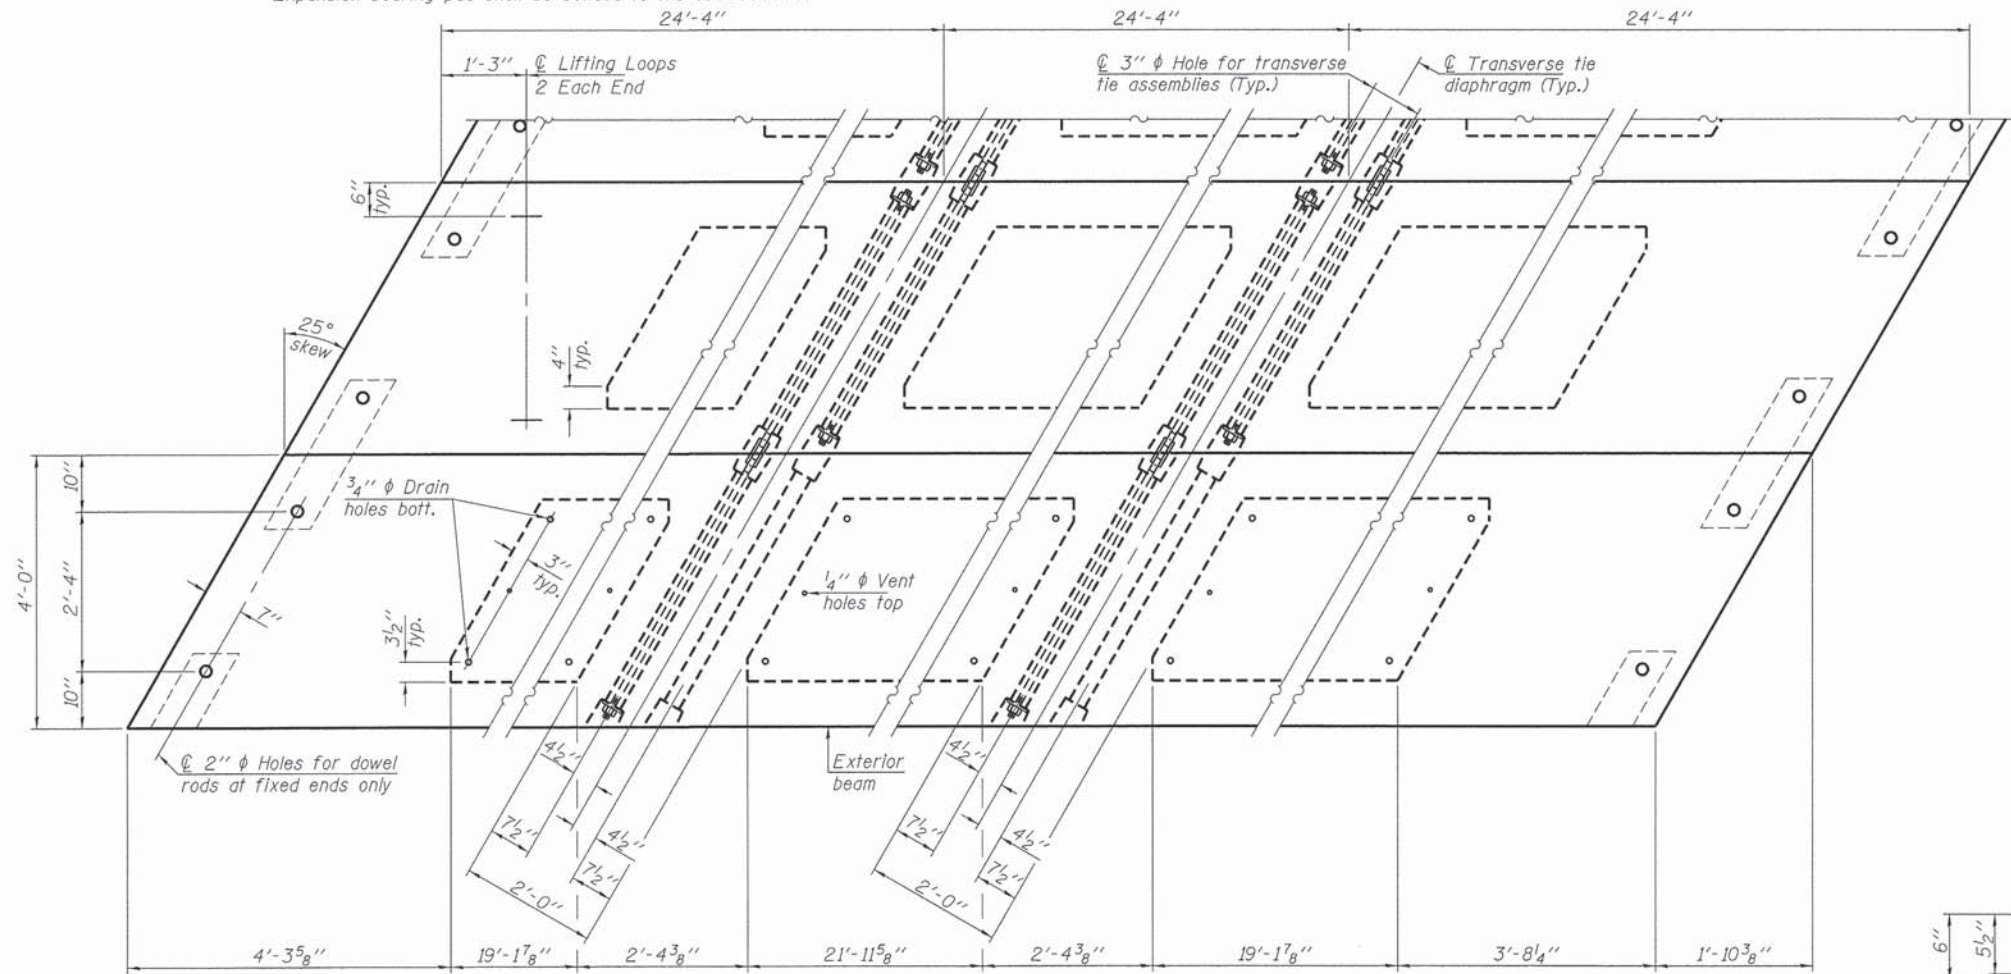 24'-4"
24'-4"
24'-4"
1'-3"
℄ Lifting Loops
2 Each End
℄ 3" ϕ Hole for transverse
tie assemblies (Typ.)
℄ Transverse tie
diaphragm (Typ.)
6"
typ.
25°
skew
4"
typ.
3/4" ϕ Drain
holes bott.
3"
typ.
1/4" ϕ Vent
holes top
3 1/2"
typ.
4'-0"
10"
2'-4"
10"
7"
℄ 2" ϕ Holes for dowel
rods at fixed ends only
Exterior
beam
4 1/2"
7 1/2"
4 1/2"
7 1/2"
2'-0"
4 1/2"
7 1/2"
4 1/2"
7 1/2"
2'-0"
6"
5 1/2"
4'-3 5/8"
19'-1 7/8"
2'-4 3/8"
21'-11 5/8"
2'-4 3/8"
19'-1 7/8"
3'-8 1/4"
1'-10 3/8"